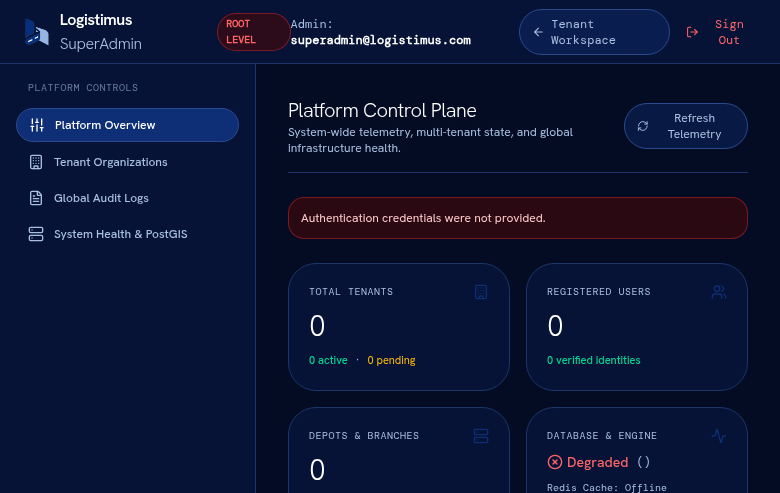 Logistimus
SuperAdmin
ROOT
LEVEL
Admin:
superadmin@logistimus.com
Tenant
Workspace
Sign
Out
PLATFORM CONTROLS
Platform Overview
Tenant Organizations
Global Audit Logs
System Health & PostGIS
Platform Control Plane
System-wide telemetry, multi-tenant state, and global
infrastructure health.
Refresh
Telemetry
Authentication credentials were not provided.
TOTAL TENANTS
0
0 active · 0 pending
REGISTERED USERS
0
0 verified identities
DEPOTS & BRANCHES
0
DATABASE & ENGINE
Degraded ()
Redis Cache: Offline